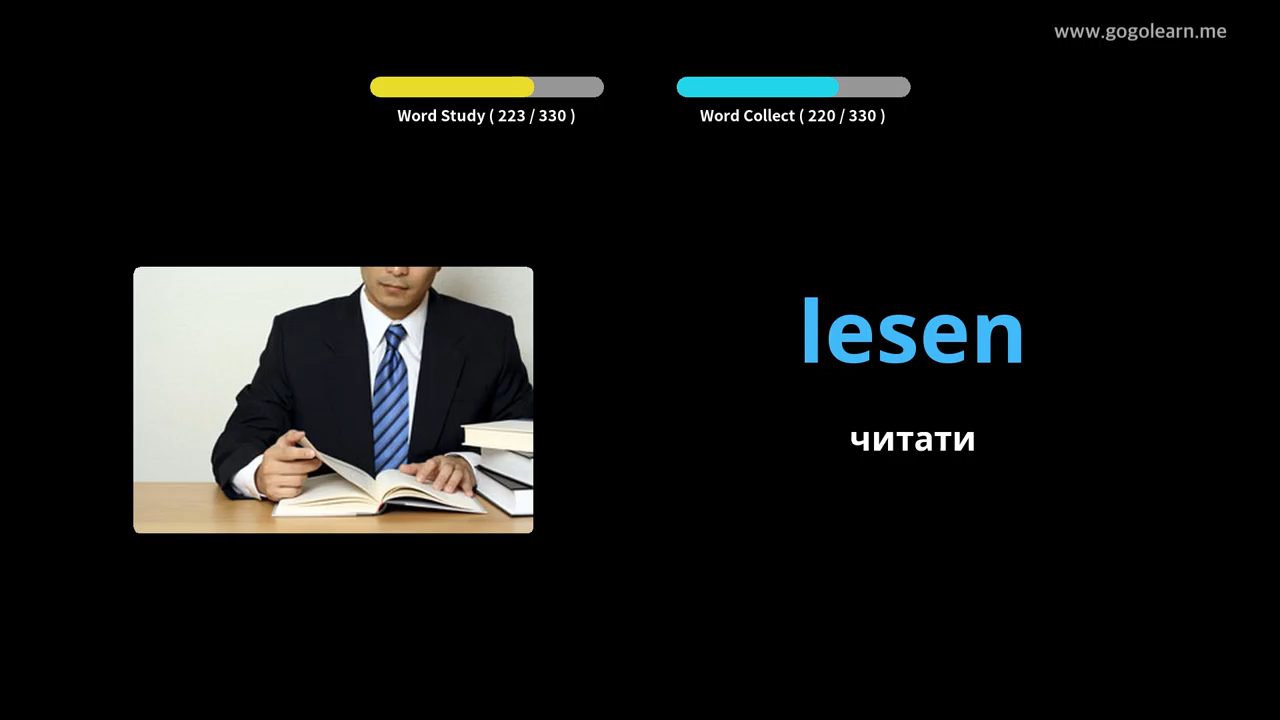 www.gogolearn.me
Word Study ( 223 / 330 )
Word Collect ( 220 / 330 )
lesen
читати